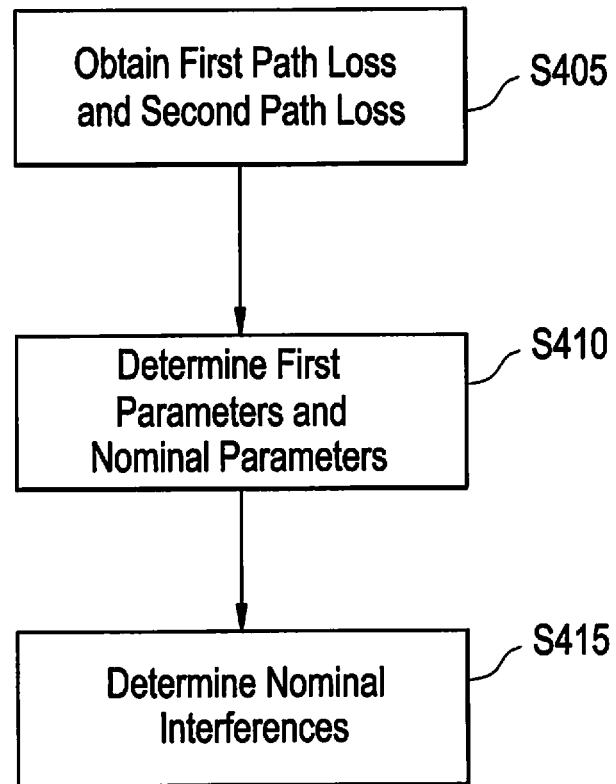 Obtain First Path Loss
and Second Path Loss
S405
Determine First
Parameters and
Nominal Parameters
S410
Determine Nominal
Interferences
S415